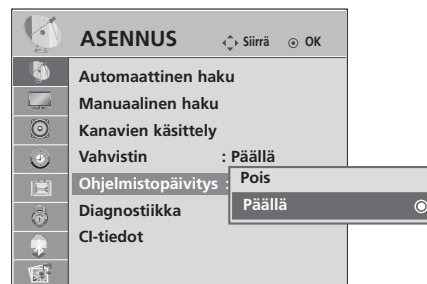 ASENNUS Siirrä OK
Automaattinen haku
Manuaalinen haku
Kanavien käsittely
Vahvistin : Päällä
Ohjelmistopäivitys :
Pois
Päällä
Diagnostiikka
CI-tiedot